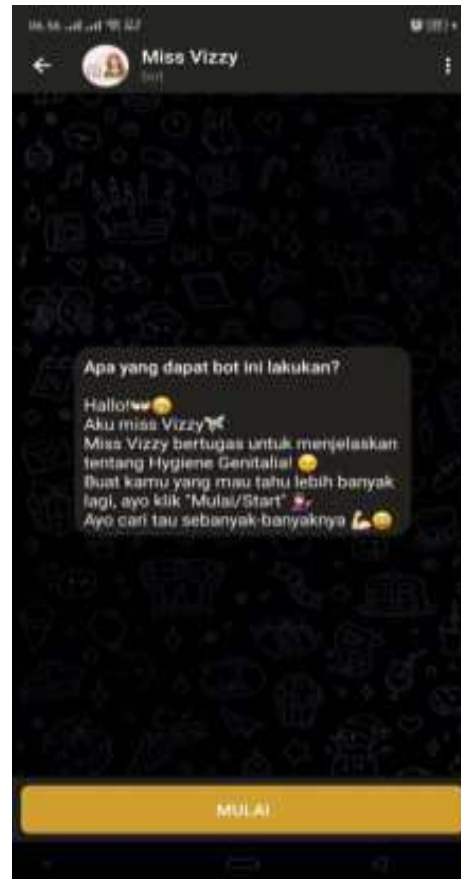 Miss Vizzy
bot
Apa yang dapat bot ini lakukan?
Hallo!👐😊
Aku miss Vizzy🕊
Miss Vizzy bertugas untuk menjelaskan
tentang Hygiene Genitalia! 😊
Buat kamu yang mau tahu lebih banyak
lagi, ayo klik "Mulai/Start" 💁
Ayo cari tau sebanyak-banyaknya 💪😄
MULAI